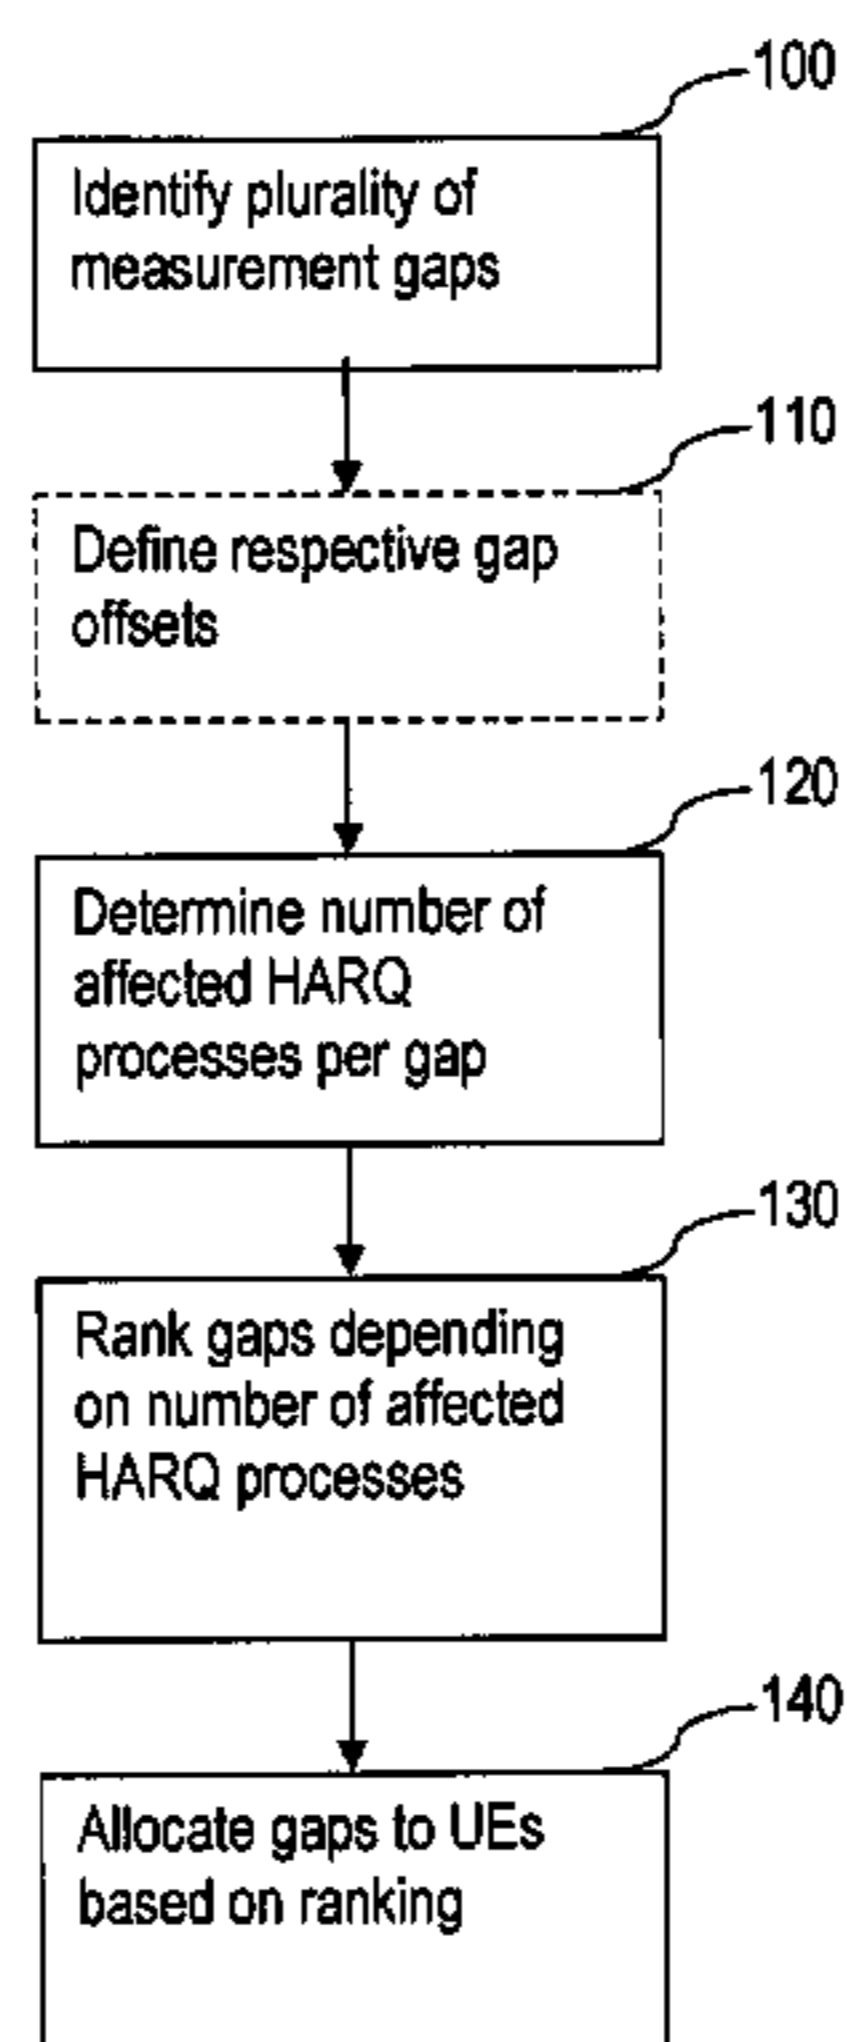 100
Identify plurality of
measurement gaps
110
Define respective gap
offsets
120
Determine number of
affected HARQ
processes per gap
130
Rank gaps depending
on number of affected
HARQ processes
140
Allocate gaps to UEs
based on ranking